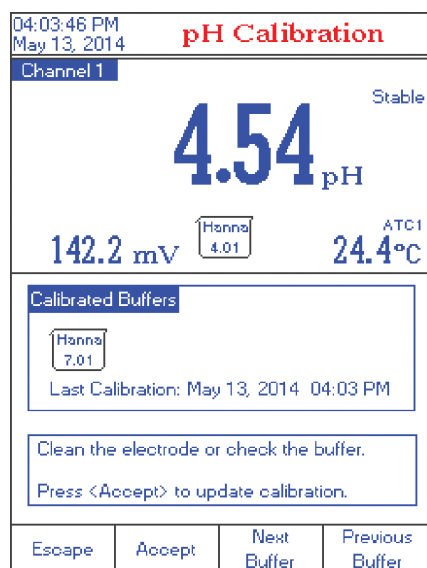 04:03:46 PM
May 13, 2014
pH Calibration
Channel 1
Stable
4.54 pH
142.2 mV
Hanna
4.01
ATC1
24.4°C
Calibrated Buffers
Hanna
7.01
Last Calibration: May 13, 2014 04:03 PM
Clean the electrode or check the buffer.
Press <Accept> to update calibration.
Escape
Accept
Next
Buffer
Previous
Buffer